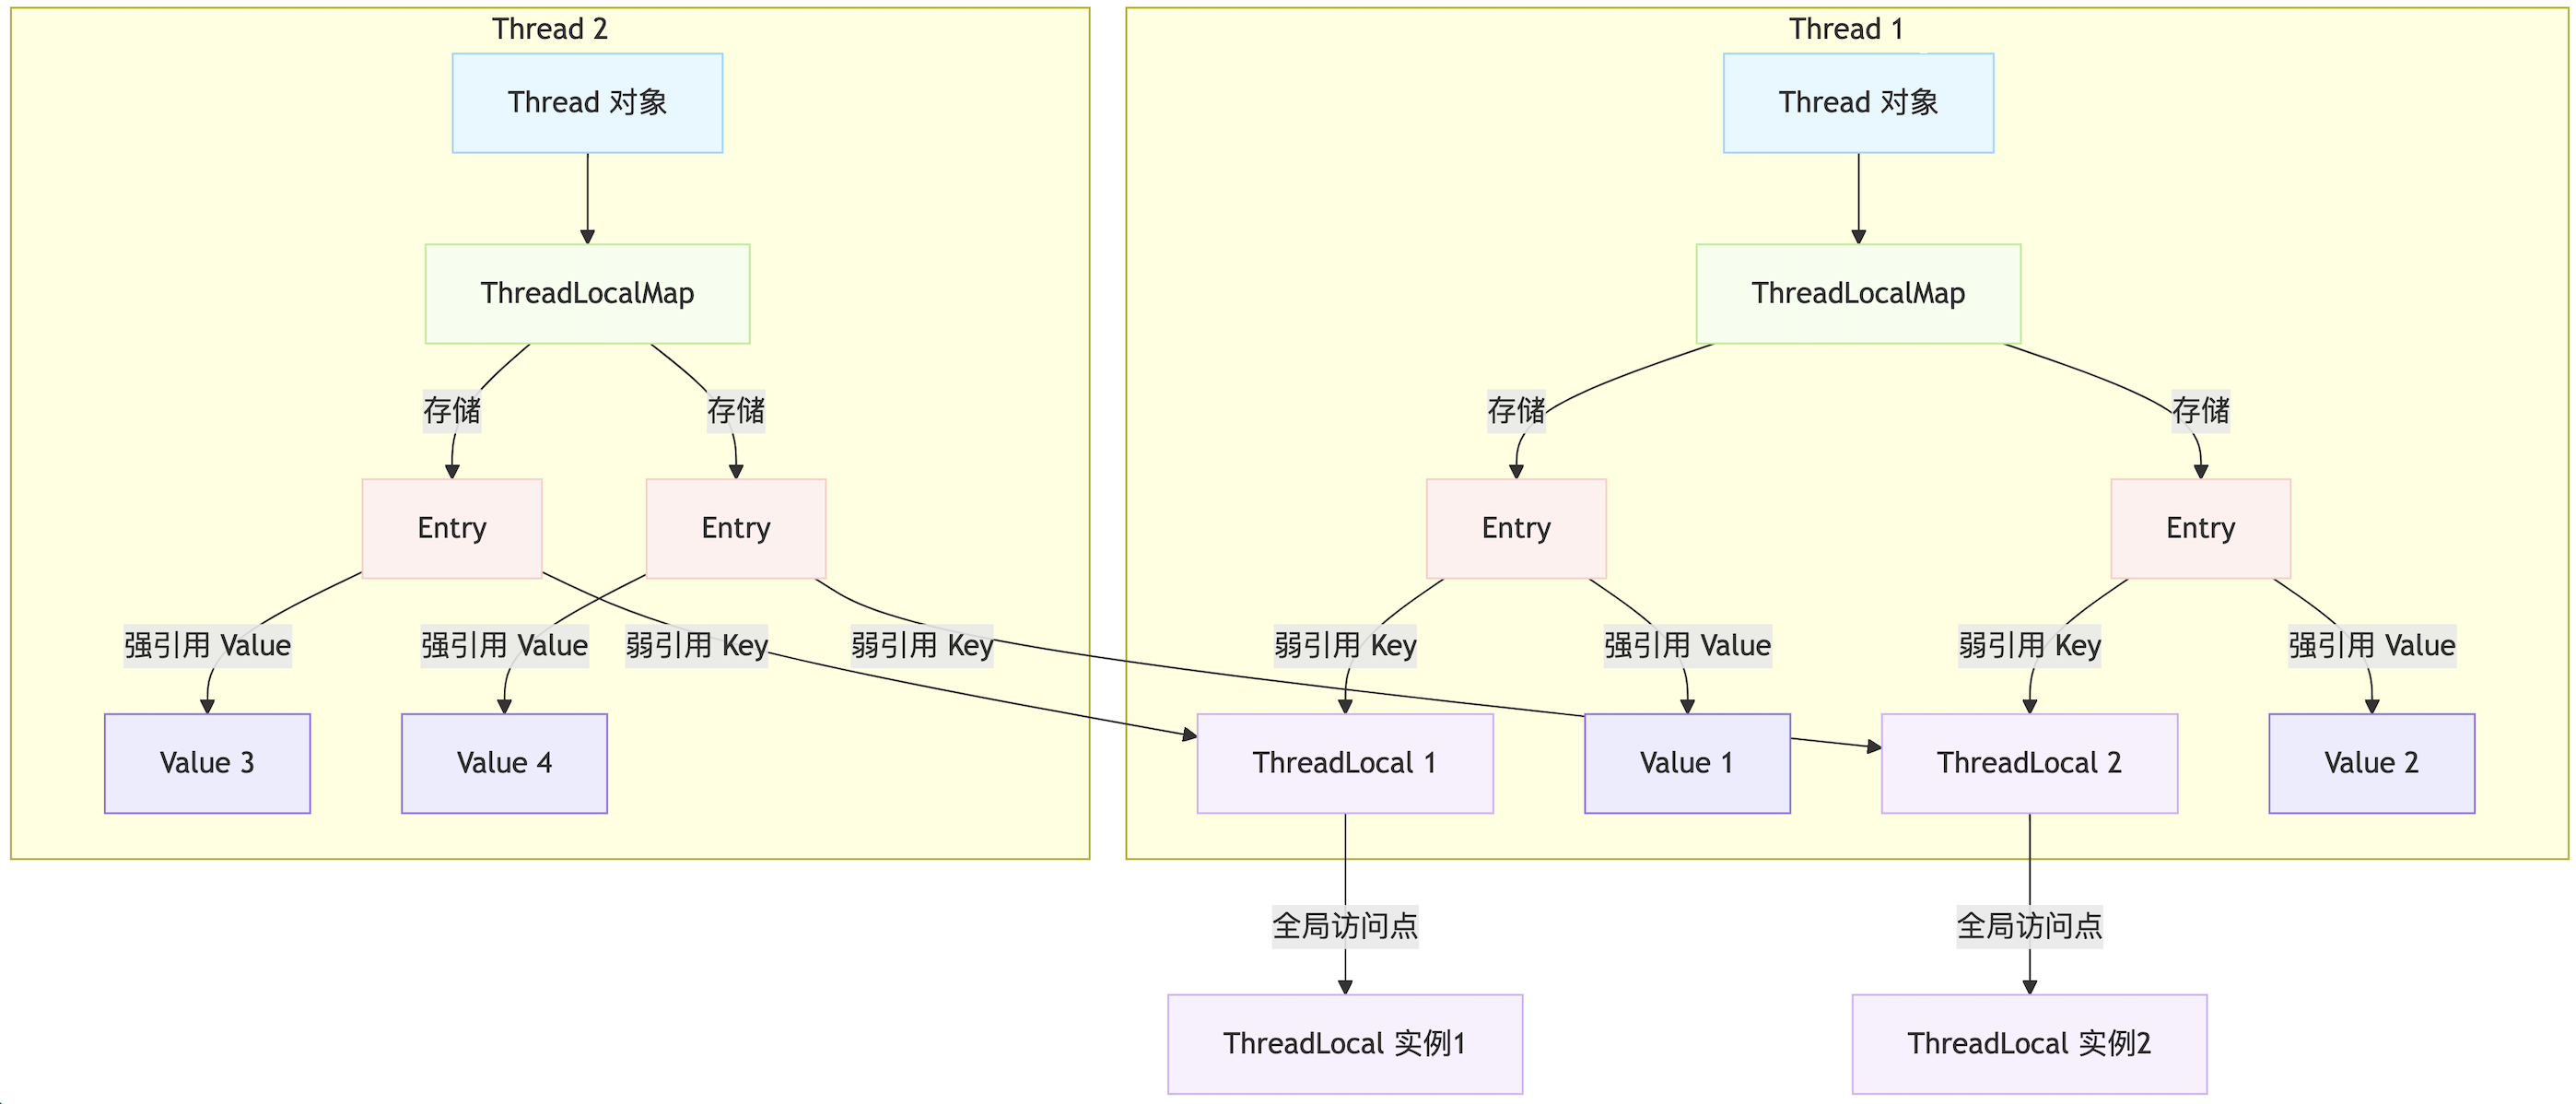 Thread 2
Thread 1
Thread 对象
Thread 对象
ThreadLocalMap
ThreadLocalMap
存储
存储
存储
存储
Entry
Entry
Entry
Entry
强引用 Value
强引用 Value
弱引用 Key
弱引用 Key
弱引用 Key
强引用 Value
弱引用 Key
强引用 Value
Value 3
Value 4
ThreadLocal 1
Value 1
ThreadLocal 2
Value 2
全局访问点
全局访问点
ThreadLocal 实例1
ThreadLocal 实例2